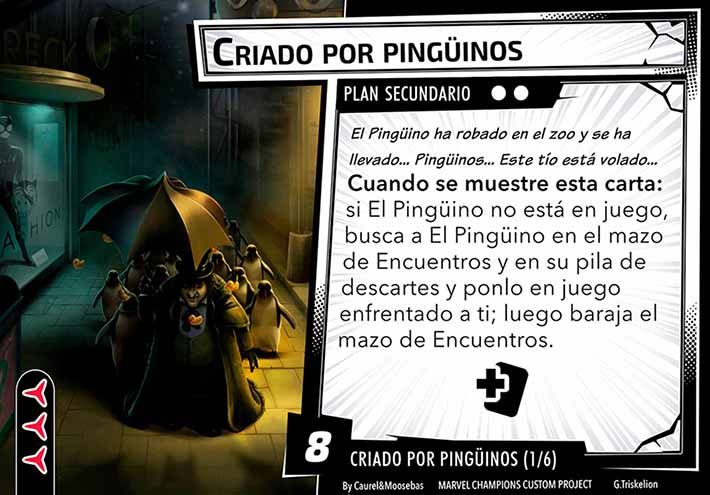 RECK
FASHION
CRIADO POR PINGÜINOS
PLAN SECUNDARIO
El Pingüino ha robado en el zoo y se ha
llevado... Pingüinos... Este tío está volado...
Cuando se muestre esta carta:
si El Pingüino no está en juego,
busca a El Pingüino en el mazo
de Encuentros y en su pila de
descartes y ponlo en juego
enfrentado a ti; luego baraja el
mazo de Encuentros.
8
CRIADO POR PINGÜINOS (1/6)
By Caurel&Moosebas MARVEL CHAMPIONS CUSTOM PROJECT G.Triskelion